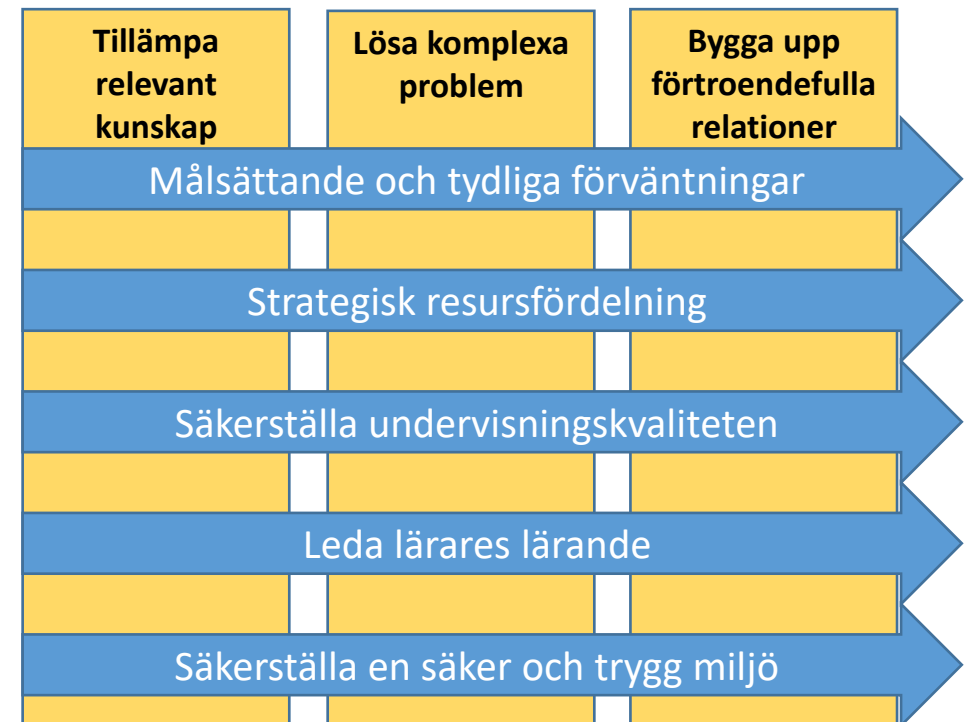 Tillämpa
relevant
kunskap
Lösa komplexa
problem
Bygga upp
förtroendefulla
relationer
Målsättande och tydliga förväntningar
Strategisk resursfördelning
Säkerställa undervisningskvaliteten
Leda lärares lärande
Säkerställa en säker och trygg miljö